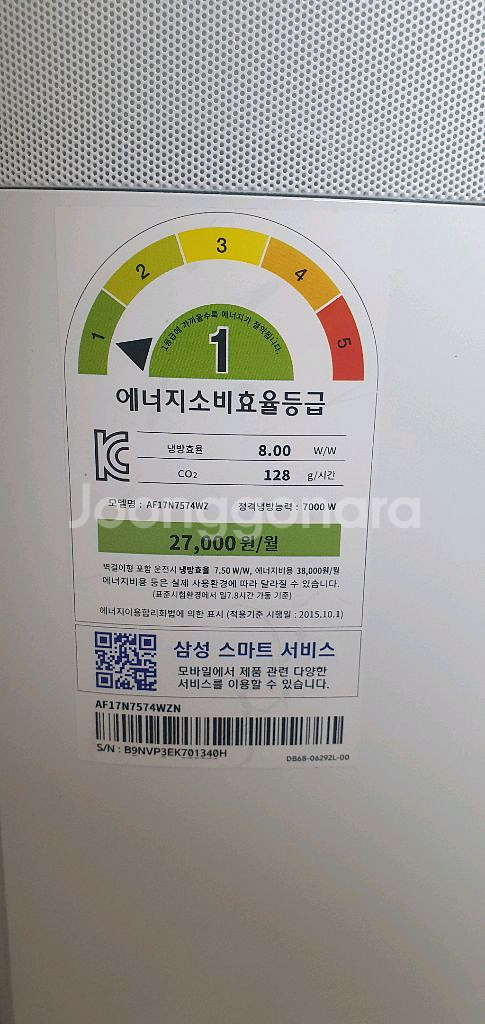 1 2 3 4 5
1등급에 가까울수록 에너지가 절약됩니다.
1
에너지소비효율등급
냉방효율 8.00 W/W
CO₂ 128 g/시간
모델명 : AF17N7574WZ 정격냉방능력 : 7000 W
Joonggonara
27,000원/월
벽걸이형 포함 운전시 냉방효율 7.50 W/W, 에너지비용 38,000원/월
에너지비용 등은 실제 사용환경에 따라 달라질 수 있습니다.
(표준시험환경에서 일7.8시간 가동 기준)
에너지이용합리화법에 의한 표시 (적용기준 시행일 : 2015.10.1)
삼성 스마트 서비스
모바일에서 제품 관련 다양한
서비스를 이용할 수 있습니다.
AF17N7574WZN
S/N : B9NVP3EK701340H
DB68-06292L-00